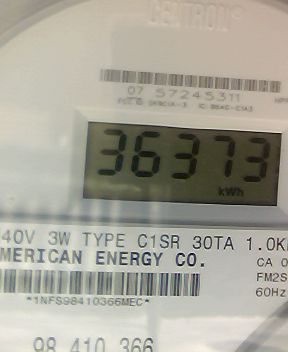 CENTRON®
07 57245311
36373
kWh
40V 3W TYPE C1SR 30TA 1.0K
MERICAN ENERGY CO.
CA 0
FM2S
60Hz
*1NFS98410366MEC*
98 410 366